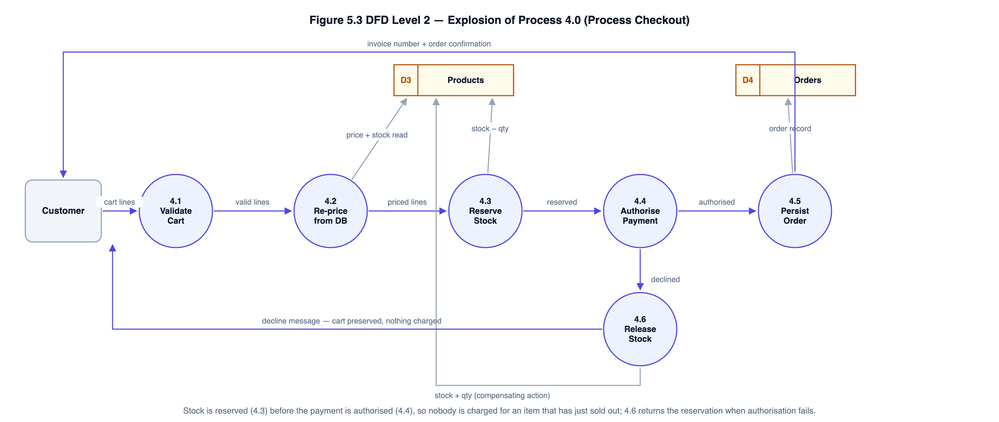 Figure 5.3 DFD Level 2 — Explosion of Process 4.0 (Process Checkout)
invoice number + order confirmation
D3
Products
D4
Orders
price + stock read
stock – qty
order record
Customer
cart lines
4.1
Validate
Cart
valid lines
4.2
Re-price
from DB
priced lines
4.3
Reserve
Stock
reserved
4.4
Authorise
Payment
authorised
4.5
Persist
Order
declined
decline message — cart preserved, nothing charged
4.6
Release
Stock
stock + qty (compensating action)
Stock is reserved (4.3) before the payment is authorised (4.4), so nobody is charged for an item that has just sold out; 4.6 returns the reservation when authorisation fails.